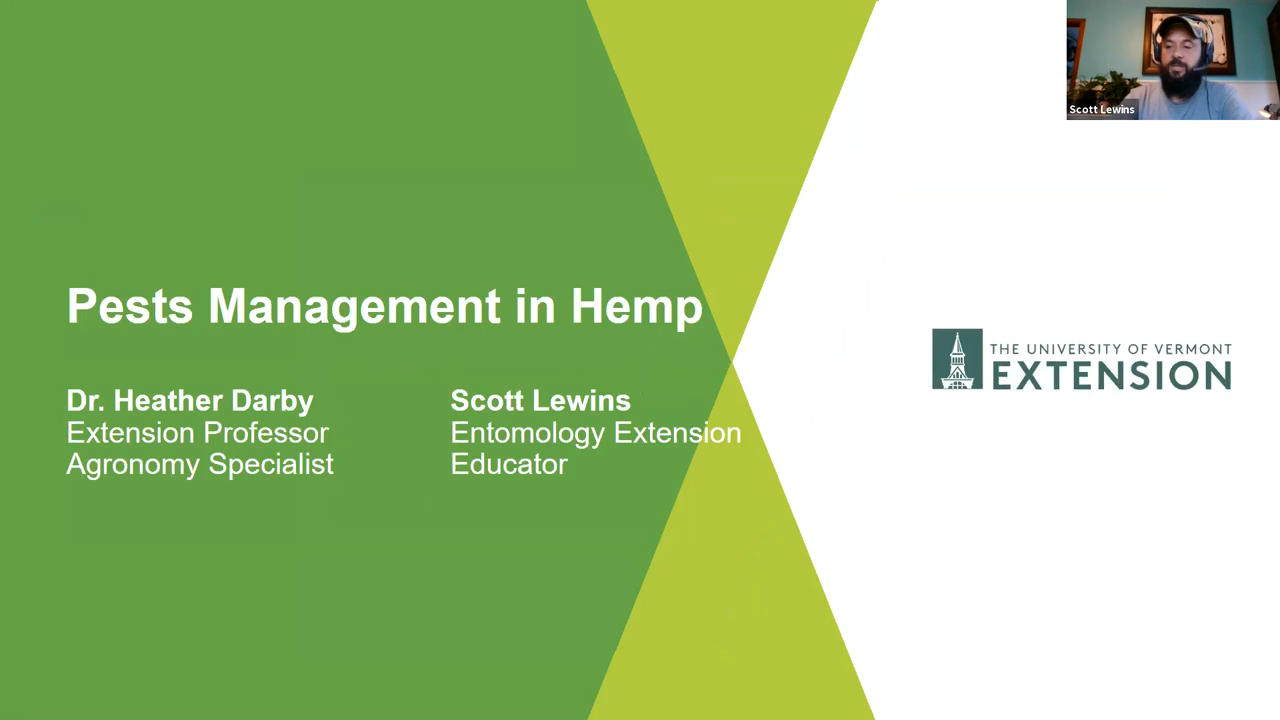 Scott Lewins
Pests Management in Hemp
THE UNIVERSITY OF VERMONT
EXTENSION
Dr. Heather Darby
Extension Professor
Agronomy Specialist
Scott Lewins
Entomology Extension
Educator